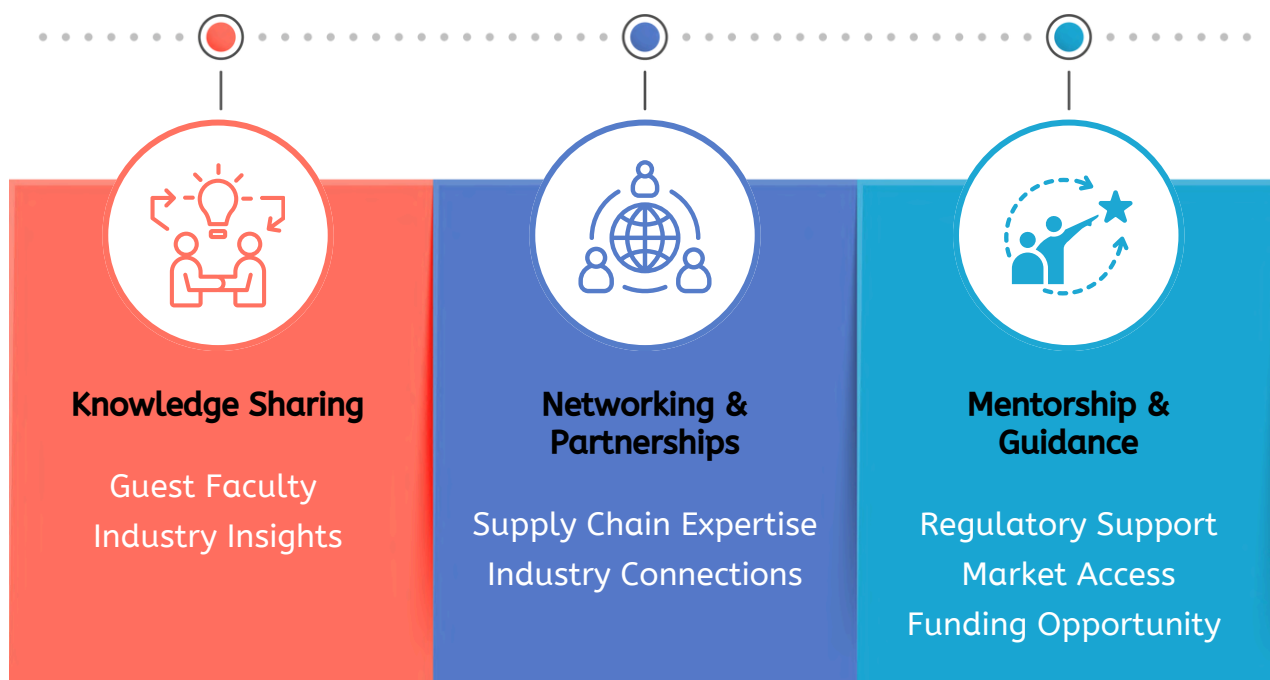 Knowledge Sharing
Guest Faculty
Industry Insights
Networking &
Partnerships
Supply Chain Expertise
Industry Connections
Mentorship &
Guidance
Regulatory Support
Market Access
Funding Opportunity